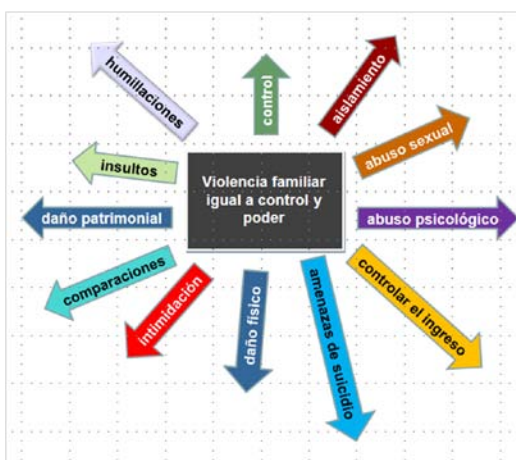 humillaciones
control
aislamiento
abuso sexual
insultos
Violencia familiar
igual a control y
poder
daño patrimonial
abuso psicológico
comparaciones
intimidación
daño físico
amenazas de suicidio
controlar el ingreso